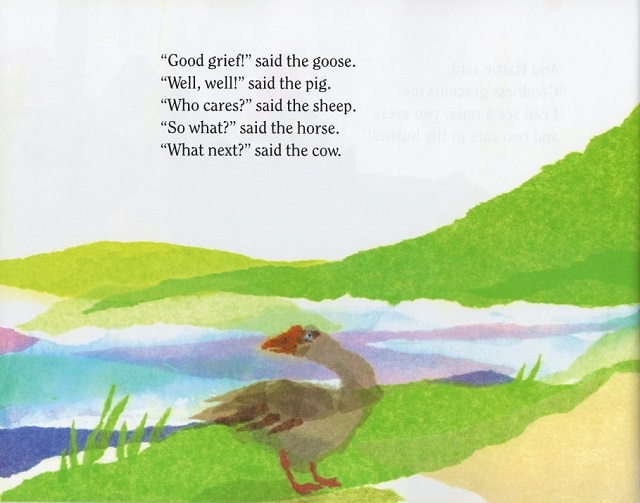 “Good grief!” said the goose.
“Well, well!” said the pig.
“Who cares?” said the sheep.
“So what?” said the horse.
“What next?” said the cow.